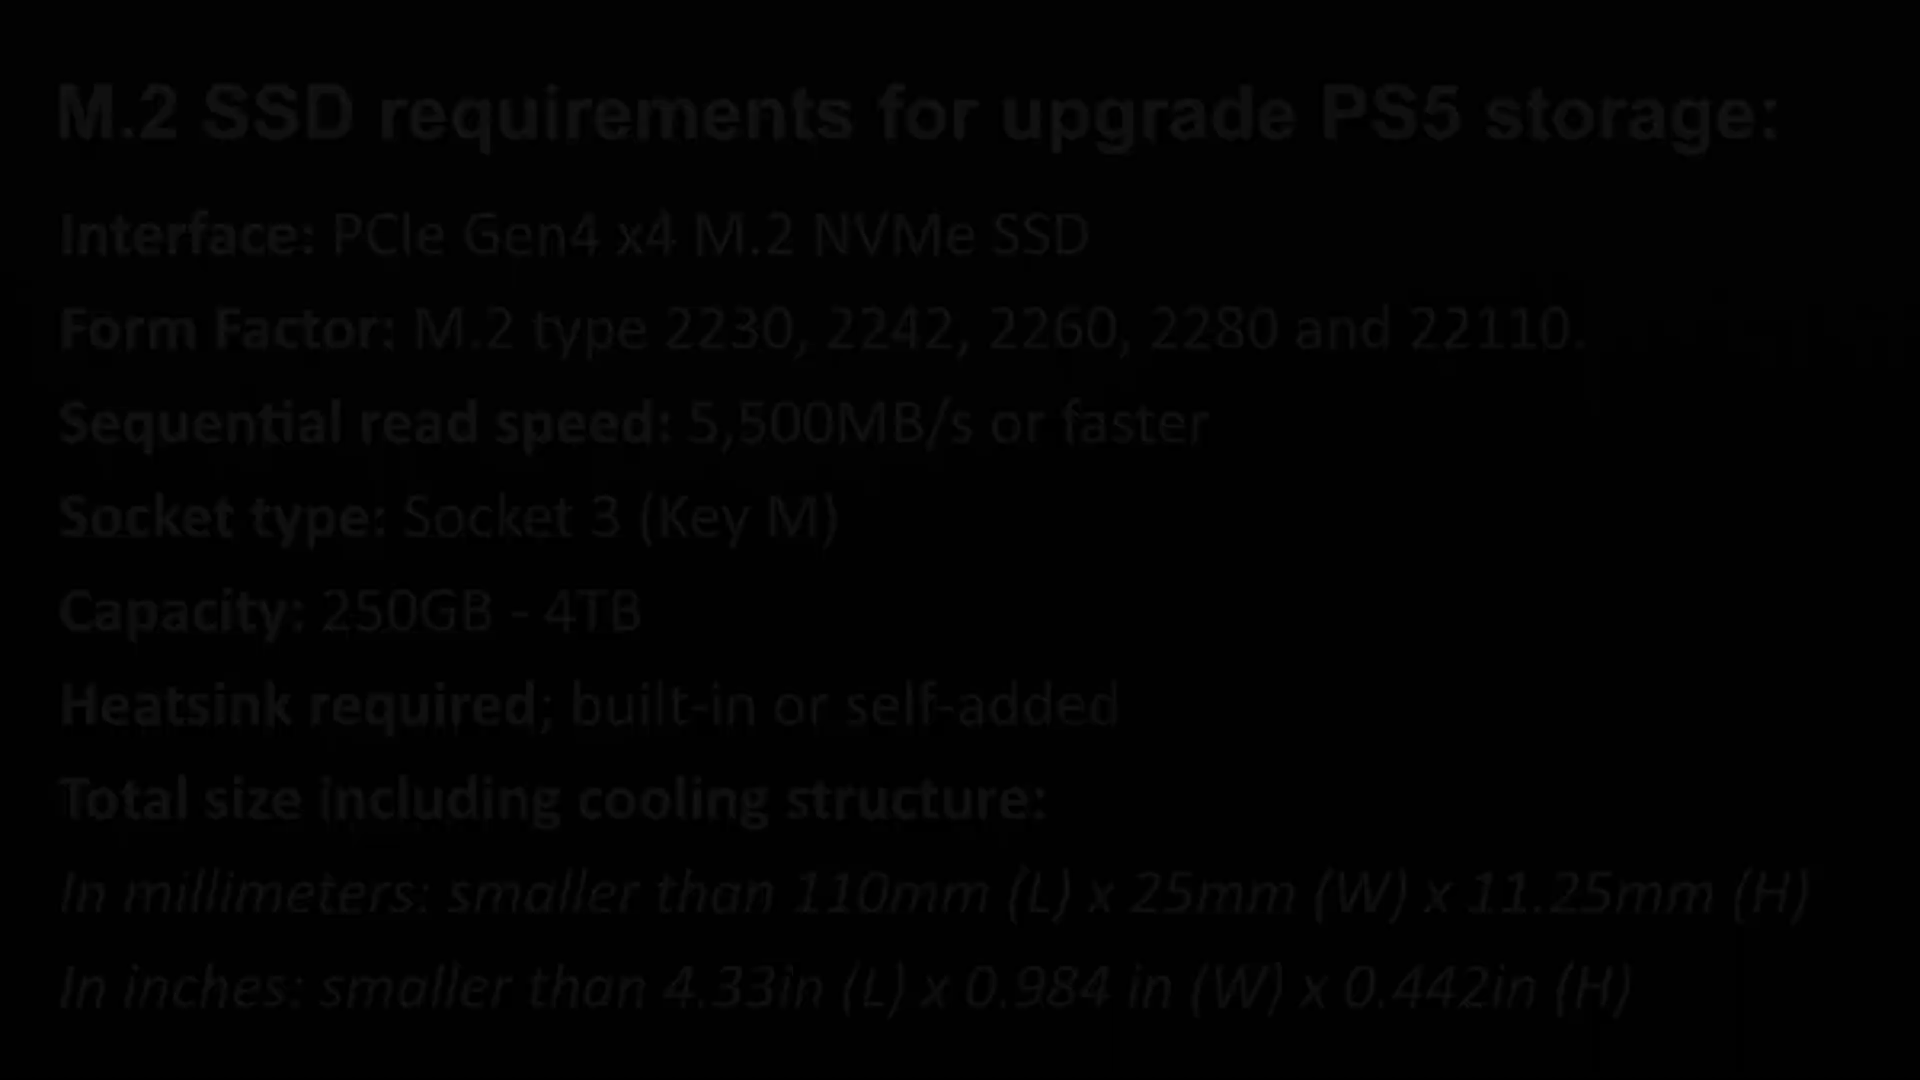 M.2 SSD requirements for upgrade PS5 storage:
Interface: PCIe Gen4 x4 M.2 NVMe SSD
Form Factor: M.2 type 2230, 2242, 2260, 2280 and 22110.
Sequential read speed: 5,500MB/s or faster
Socket type: Socket 3 (Key M)
Capacity: 250GB - 4TB
Heatsink required; built-in or self-added
Total size including cooling structure:
In millimeters: smaller than 110mm (L) x 25mm (W) x 11.25mm (H)
In inches: smaller than 4.33in (L) x 0.984 in (W) x 0.442in (H)